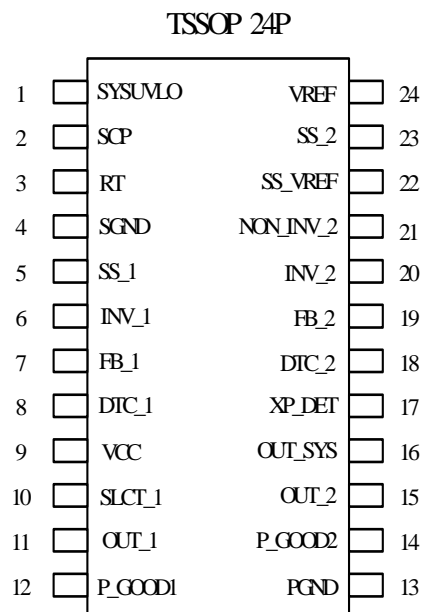 TSSOP 24P
1 SYSUVLO VREF 24
2 SCP SS_2 23
3 RT SS_VREF 22
4 SGND NON_INV_2 21
5 SS_1 INV_2 20
6 INV_1 FB_2 19
7 FB_1 DTC_2 18
8 DTC_1 XP_DET 17
9 VCC OUT_SYS 16
10 SLCT_1 OUT_2 15
11 OUT_1 P_GOOD2 14
12 P_GOOD1 PGND 13